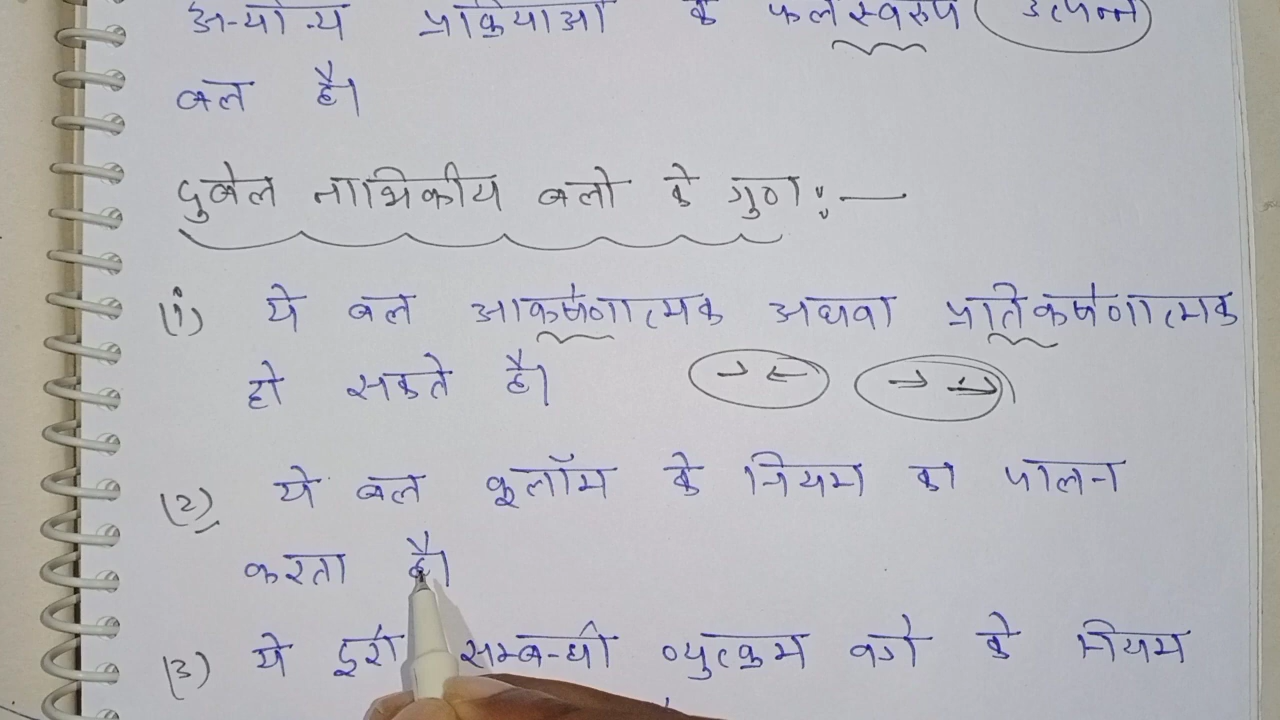 अन्योन्य प्रक्रियाओ के फलस्वरूप उत्पन्न
बल है।
दुर्बल नाभिकीय बलो के गुण :—
(1) ये बल आकर्षणात्मक अथवा प्रतिकर्षणात्मक
हो सकते है।
(2) ये बल कूलॉम के नियम का पालन
करता है।
(3) ये दूरी सम्बन्धी व्युत्क्रम वर्ग के नियम